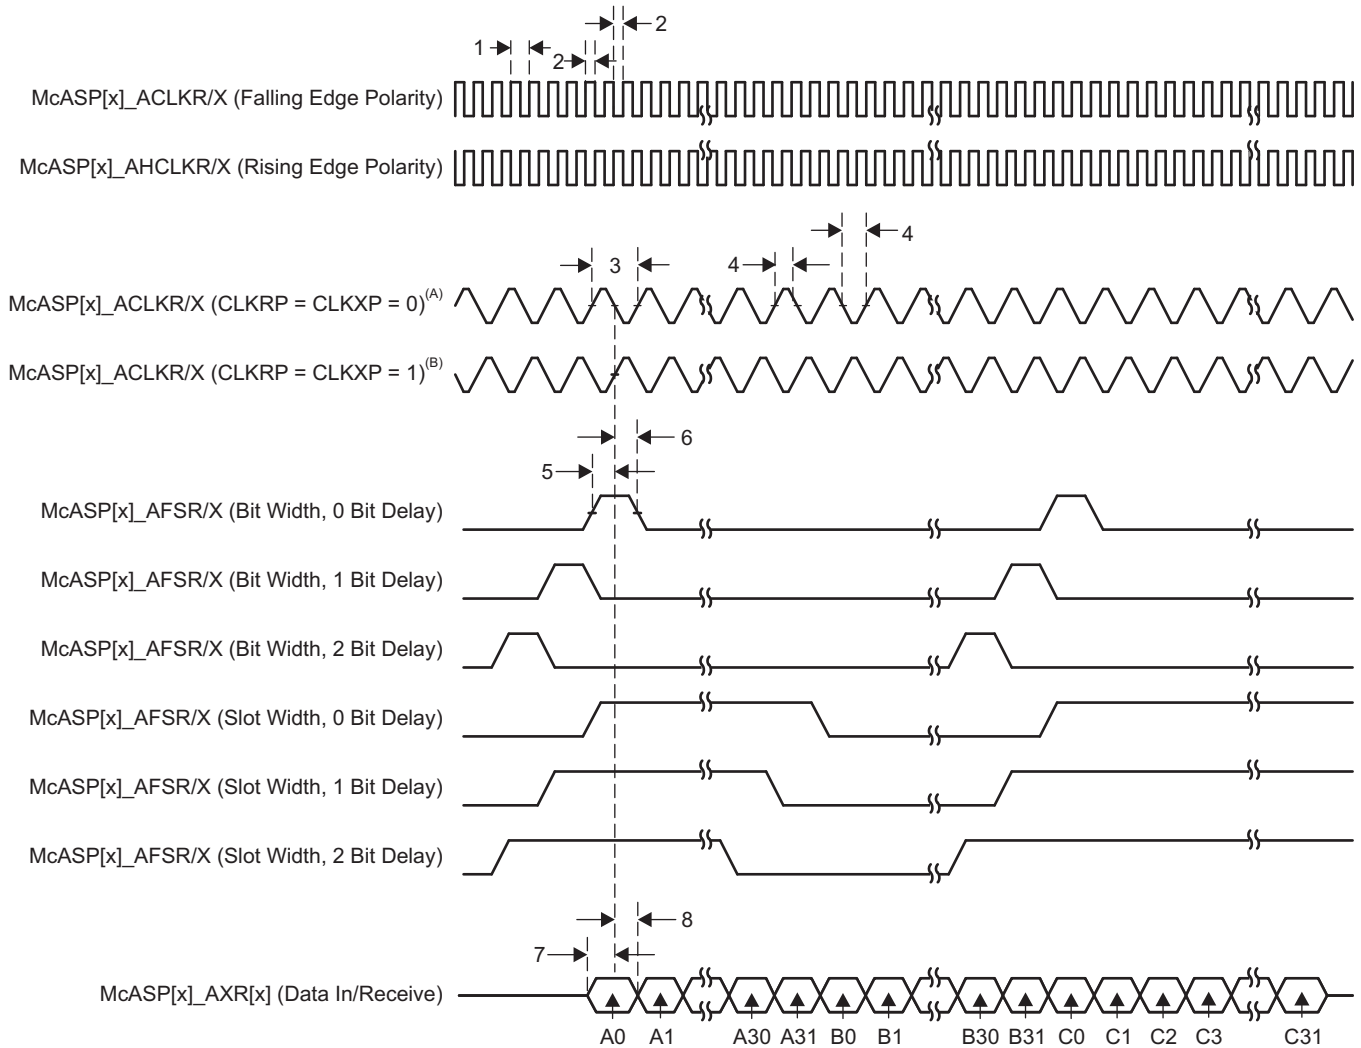 2
1
2
McASP[x]_ACLKR/X (Falling Edge Polarity)
McASP[x]_AHCLKR/X (Rising Edge Polarity)
4
3
4
McASP[x]_ACLKR/X (CLKRP = CLKXP = 0)(A)
McASP[x]_ACLKR/X (CLKRP = CLKXP = 1)(B)
6
5
McASP[x]_AFSR/X (Bit Width, 0 Bit Delay)
McASP[x]_AFSR/X (Bit Width, 1 Bit Delay)
McASP[x]_AFSR/X (Bit Width, 2 Bit Delay)
McASP[x]_AFSR/X (Slot Width, 0 Bit Delay)
McASP[x]_AFSR/X (Slot Width, 1 Bit Delay)
McASP[x]_AFSR/X (Slot Width, 2 Bit Delay)
8
7
McASP[x]_AXR[x] (Data In/Receive)
A0 A1 A30 A31 B0 B1 B30 B31 C0 C1 C2 C3 C31